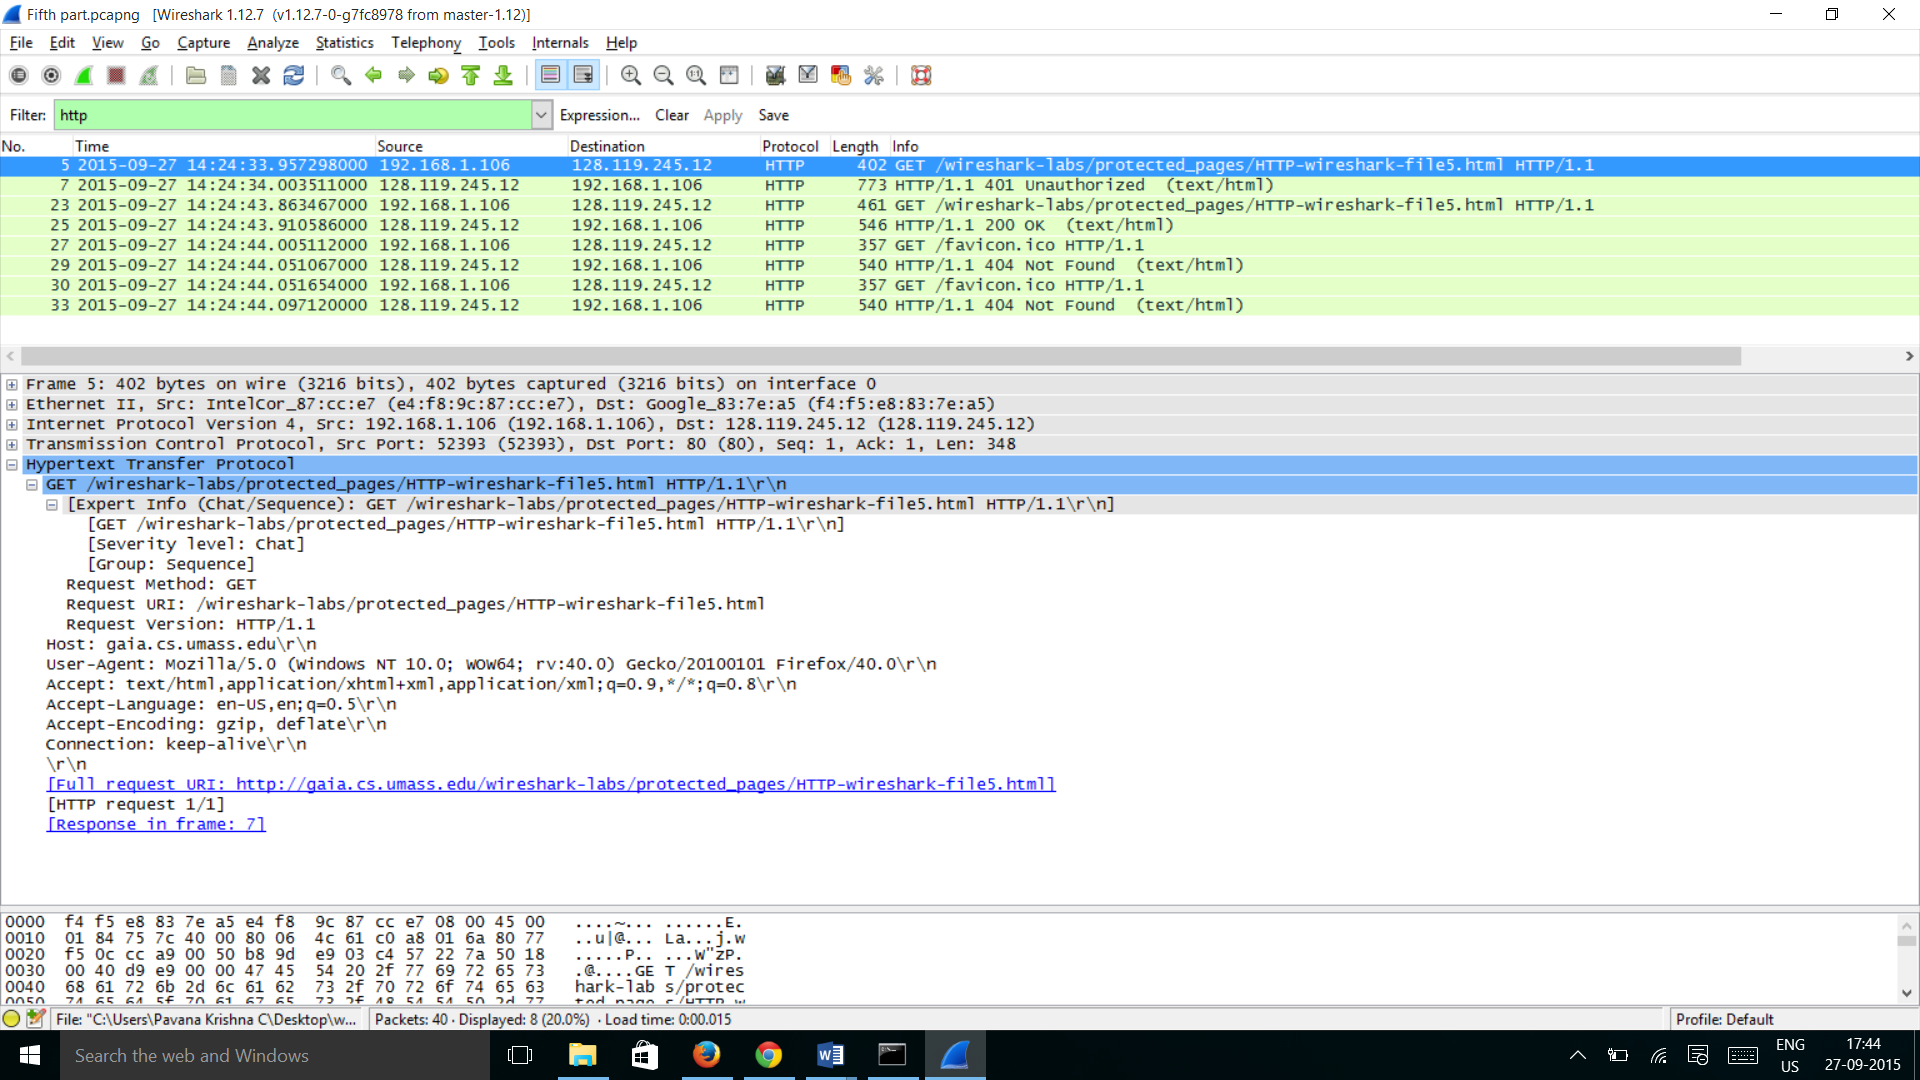 Fifth part.pcapng [Wireshark 1.12.7 (v1.12.7-0-g7fc8978 from master-1.12)]
File Edit View Go Capture Analyze Statistics Telephony Tools Internals Help
Filter: http Expression... Clear Apply Save
No. Time Source Destination Protocol Length Info
5 2015-09-27 14:24:33.957298000 192.168.1.106 128.119.245.12 HTTP 402 GET /wireshark-labs/protected_pages/HTTP-wireshark-file5.html HTTP/1.1
7 2015-09-27 14:24:34.003511000 128.119.245.12 192.168.1.106 HTTP 773 HTTP/1.1 401 Unauthorized (text/html)
23 2015-09-27 14:24:43.863467000 192.168.1.106 128.119.245.12 HTTP 461 GET /wireshark-labs/protected_pages/HTTP-wireshark-file5.html HTTP/1.1
25 2015-09-27 14:24:43.910586000 128.119.245.12 192.168.1.106 HTTP 546 HTTP/1.1 200 OK (text/html)
27 2015-09-27 14:24:44.005112000 192.168.1.106 128.119.245.12 HTTP 357 GET /favicon.ico HTTP/1.1
29 2015-09-27 14:24:44.051067000 128.119.245.12 192.168.1.106 HTTP 540 HTTP/1.1 404 Not Found (text/html)
30 2015-09-27 14:24:44.051654000 192.168.1.106 128.119.245.12 HTTP 357 GET /favicon.ico HTTP/1.1
33 2015-09-27 14:24:44.097120000 128.119.245.12 192.168.1.106 HTTP 540 HTTP/1.1 404 Not Found (text/html)
Frame 5: 402 bytes on wire (3216 bits), 402 bytes captured (3216 bits) on interface 0
Ethernet II, Src: IntelCor_87:cc:e7 (e4:f8:9c:87:cc:e7), Dst: Google_83:7e:a5 (f4:f5:e8:83:7e:a5)
Internet Protocol Version 4, Src: 192.168.1.106 (192.168.1.106), Dst: 128.119.245.12 (128.119.245.12)
Transmission Control Protocol, Src Port: 52393 (52393), Dst Port: 80 (80), Seq: 1, Ack: 1, Len: 348
Hypertext Transfer Protocol
GET /wireshark-labs/protected_pages/HTTP-wireshark-file5.html HTTP/1.1\r\n
[Expert Info (Chat/Sequence): GET /wireshark-labs/protected_pages/HTTP-wireshark-file5.html HTTP/1.1\r\n]
[GET /wireshark-labs/protected_pages/HTTP-wireshark-file5.html HTTP/1.1\r\n]
[Severity level: Chat]
[Group: Sequence]
Request Method: GET
Request URI: /wireshark-labs/protected_pages/HTTP-wireshark-file5.html
Request Version: HTTP/1.1
Host: gaia.cs.umass.edu\r\n
User-Agent: Mozilla/5.0 (Windows NT 10.0; WOW64; rv:40.0) Gecko/20100101 Firefox/40.0\r\n
Accept: text/html,application/xhtml+xml,application/xml;q=0.9,*/*;q=0.8\r\n
Accept-Language: en-US,en;q=0.5\r\n
Accept-Encoding: gzip, deflate\r\n
Connection: keep-alive\r\n
\r\n
[Full request URI: http://gaia.cs.umass.edu/wireshark-labs/protected_pages/HTTP-wireshark-file5.html]
[HTTP request 1/1]
[Response in frame: 7]
0000 f4 f5 e8 83 7e a5 e4 f8 9c 87 cc e7 08 00 45 00 ....~... ......E.
0010 01 84 75 7c 40 00 80 06 4c 61 c0 a8 01 6a 80 77 ..u|@... La...j.w
0020 f5 0c cc a9 00 50 b8 9d e9 03 c4 57 22 7a 50 18 .....P.. ...W"zP.
0030 00 40 d9 e9 00 00 47 45 54 20 2f 77 69 72 65 73 .@....GE T /wires
0040 68 61 72 6b 2d 6c 61 62 73 2f 70 72 6f 74 65 63 hark-lab s/protec
0050 74 65 64 5f 70 61 67 65 73 2f 48 54 54 50 2d 77 ted_page s/HTTP-w
File: "C:\Users\Pavana Krishna C\Desktop\w... Packets: 40 · Displayed: 8 (20.0%) · Load time: 0:00.015 Profile: Default
Search the web and Windows
ENG
US
17:44
27-09-2015